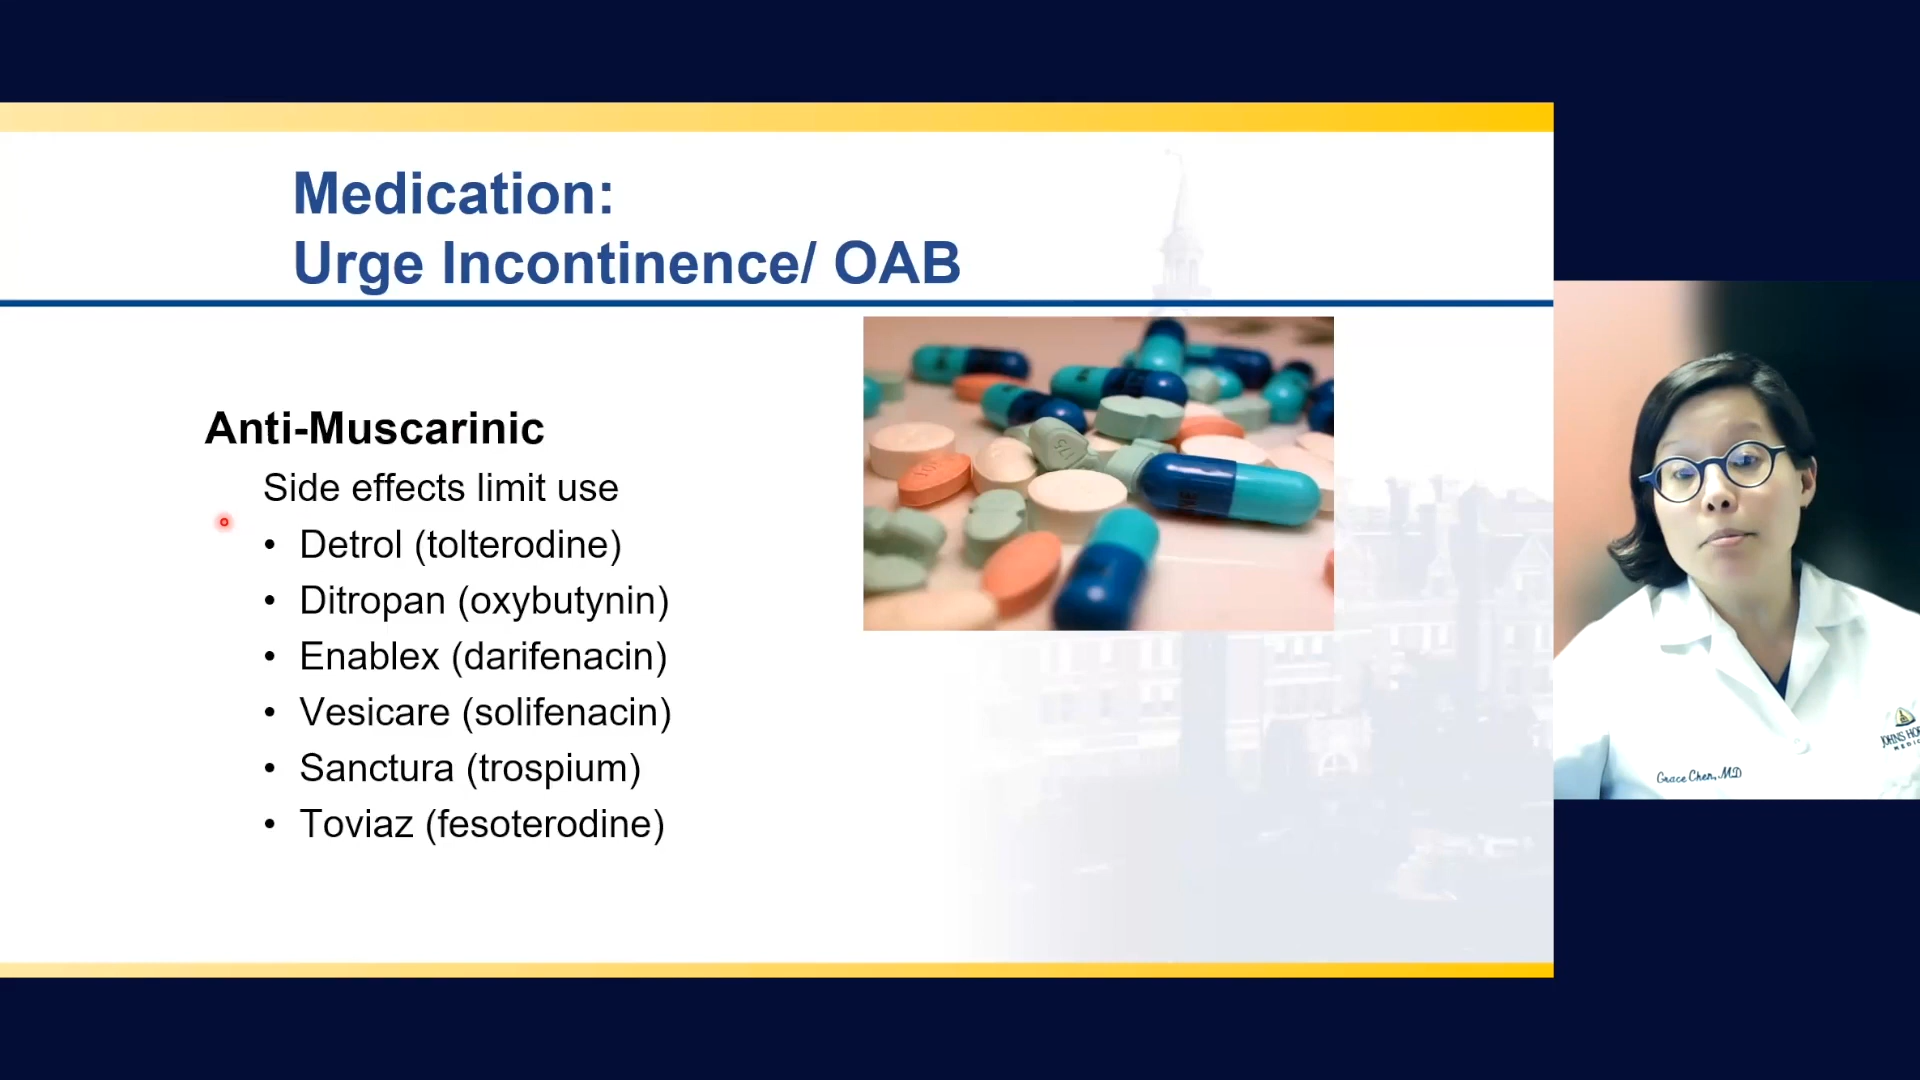 Medication:
Urge Incontinence/ OAB
Anti-Muscarinic
Side effects limit use
• Detrol (tolterodine)
• Ditropan (oxybutynin)
• Enablex (darifenacin)
• Vesicare (solifenacin)
• Sanctura (trospium)
• Toviaz (fesoterodine)
Grace Chen, MD
JOHNS